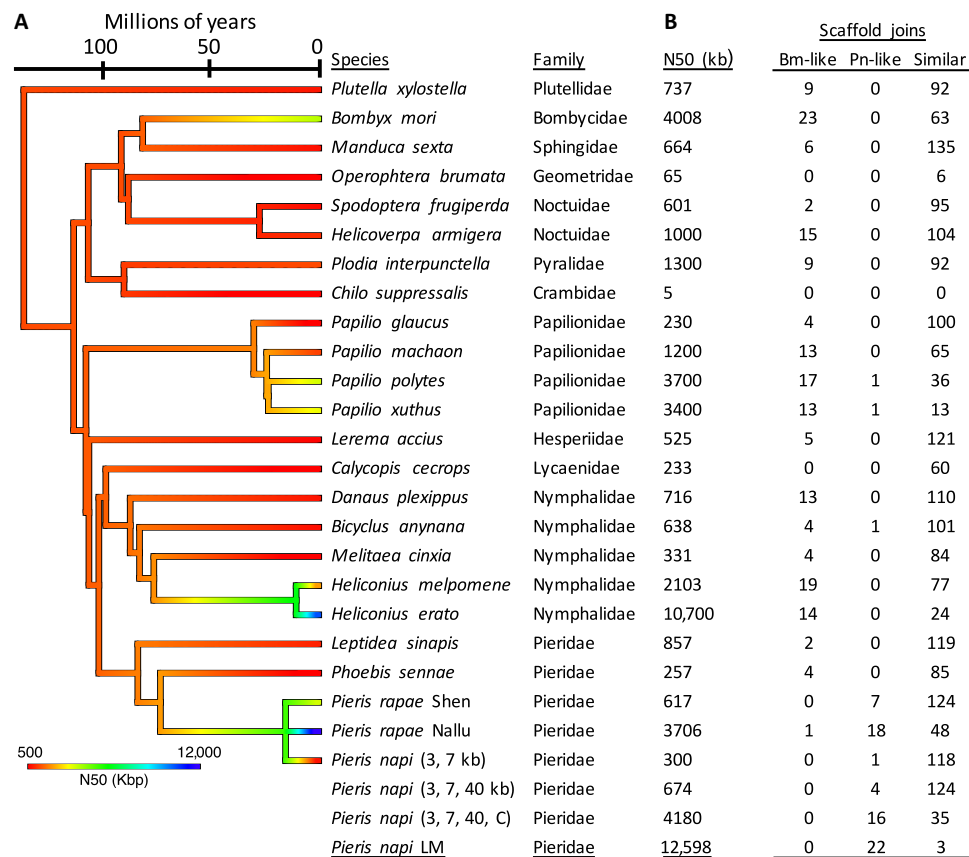 A Millions of years B
Scaffold joins
100 50 0
Species Family N50 (kb) Bm-like Pn-like Similar
Plutella xylostella Plutellidae 737 9 0 92
Bombyx mori Bombycidae 4008 23 0 63
Manduca sexta Sphingidae 664 6 0 135
Operophtera brumata Geometridae 65 0 0 6
Spodoptera frugiperda Noctuidae 601 2 0 95
Helicoverpa armigera Noctuidae 1000 15 0 104
Plodia interpunctella Pyralidae 1300 9 0 92
Chilo suppressalis Crambidae 5 0 0 0
Papilio glaucus Papilionidae 230 4 0 100
Papilio machaon Papilionidae 1200 13 0 65
Papilio polytes Papilionidae 3700 17 1 36
Papilio xuthus Papilionidae 3400 13 1 13
Lerema accius Hesperiidae 525 5 0 121
Calycopis cecrops Lycaenidae 233 0 0 60
Danaus plexippus Nymphalidae 716 13 0 110
Bicyclus anynana Nymphalidae 638 4 1 101
Melitaea cinxia Nymphalidae 331 4 0 84
Heliconius melpomene Nymphalidae 2103 19 0 77
Heliconius erato Nymphalidae 10,700 14 0 24
Leptidea sinapis Pieridae 857 2 0 119
Phoebis sennae Pieridae 257 4 0 85
Pieris rapae Shen Pieridae 617 0 7 124
Pieris rapae Nallu Pieridae 3706 1 18 48
Pieris napi (3, 7 kb) Pieridae 300 0 1 118
Pieris napi (3, 7, 40 kb) Pieridae 674 0 4 124
Pieris napi (3, 7, 40, C) Pieridae 4180 0 16 35
Pieris napi LM Pieridae 12,598 0 22 3
500 12,000
N50 (Kbp)